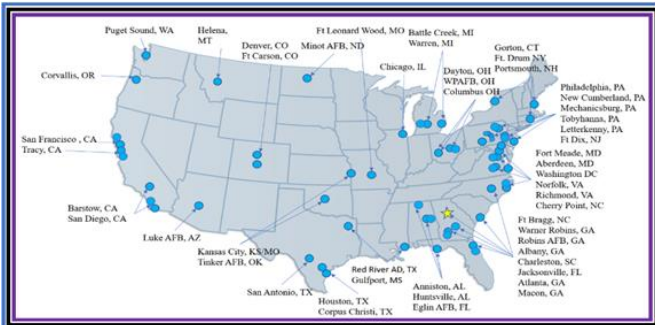 Puget Sound, WA
Helena,
MT
Denver, CO
Ft Carson, CO
Ft Leonard Wood, MO
Minot AFB, ND
Battle Creek, MI
Warren, MI
Chicago, IL
Dayton, OH
WPAFB, OH
Columbus OH
Gorton, CT
Ft. Drum NY
Portsmouth, NH
Corvallis, OR
Philadelphia, PA
New Cumberland, PA
Mechanicsburg, PA
Tobyhanna, PA
Letterkenny, PA
Ft Dix, NJ
San Francisco , CA
Tracy, CA
Fort Meade, MD
Aberdeen, MD
Washington DC
Norfolk, VA
Richmond, VA
Cherry Point, NC
Barstow, CA
San Diego, CA
Luke AFB, AZ
Kansas City, KS/MO
Tinker AFB, OK
Ft Bragg, NC
Warner Robins, GA
Robins AFB, GA
Albany, GA
Charleston, SC
Jacksonville, FL
Atlanta, GA
Macon, GA
Red River AD, TX
Gulfport, MS
San Antonio, TX
Houston, TX
Corpus Christi, TX
Anniston, AL
Huntsville, AL
Eglin AFB, FL